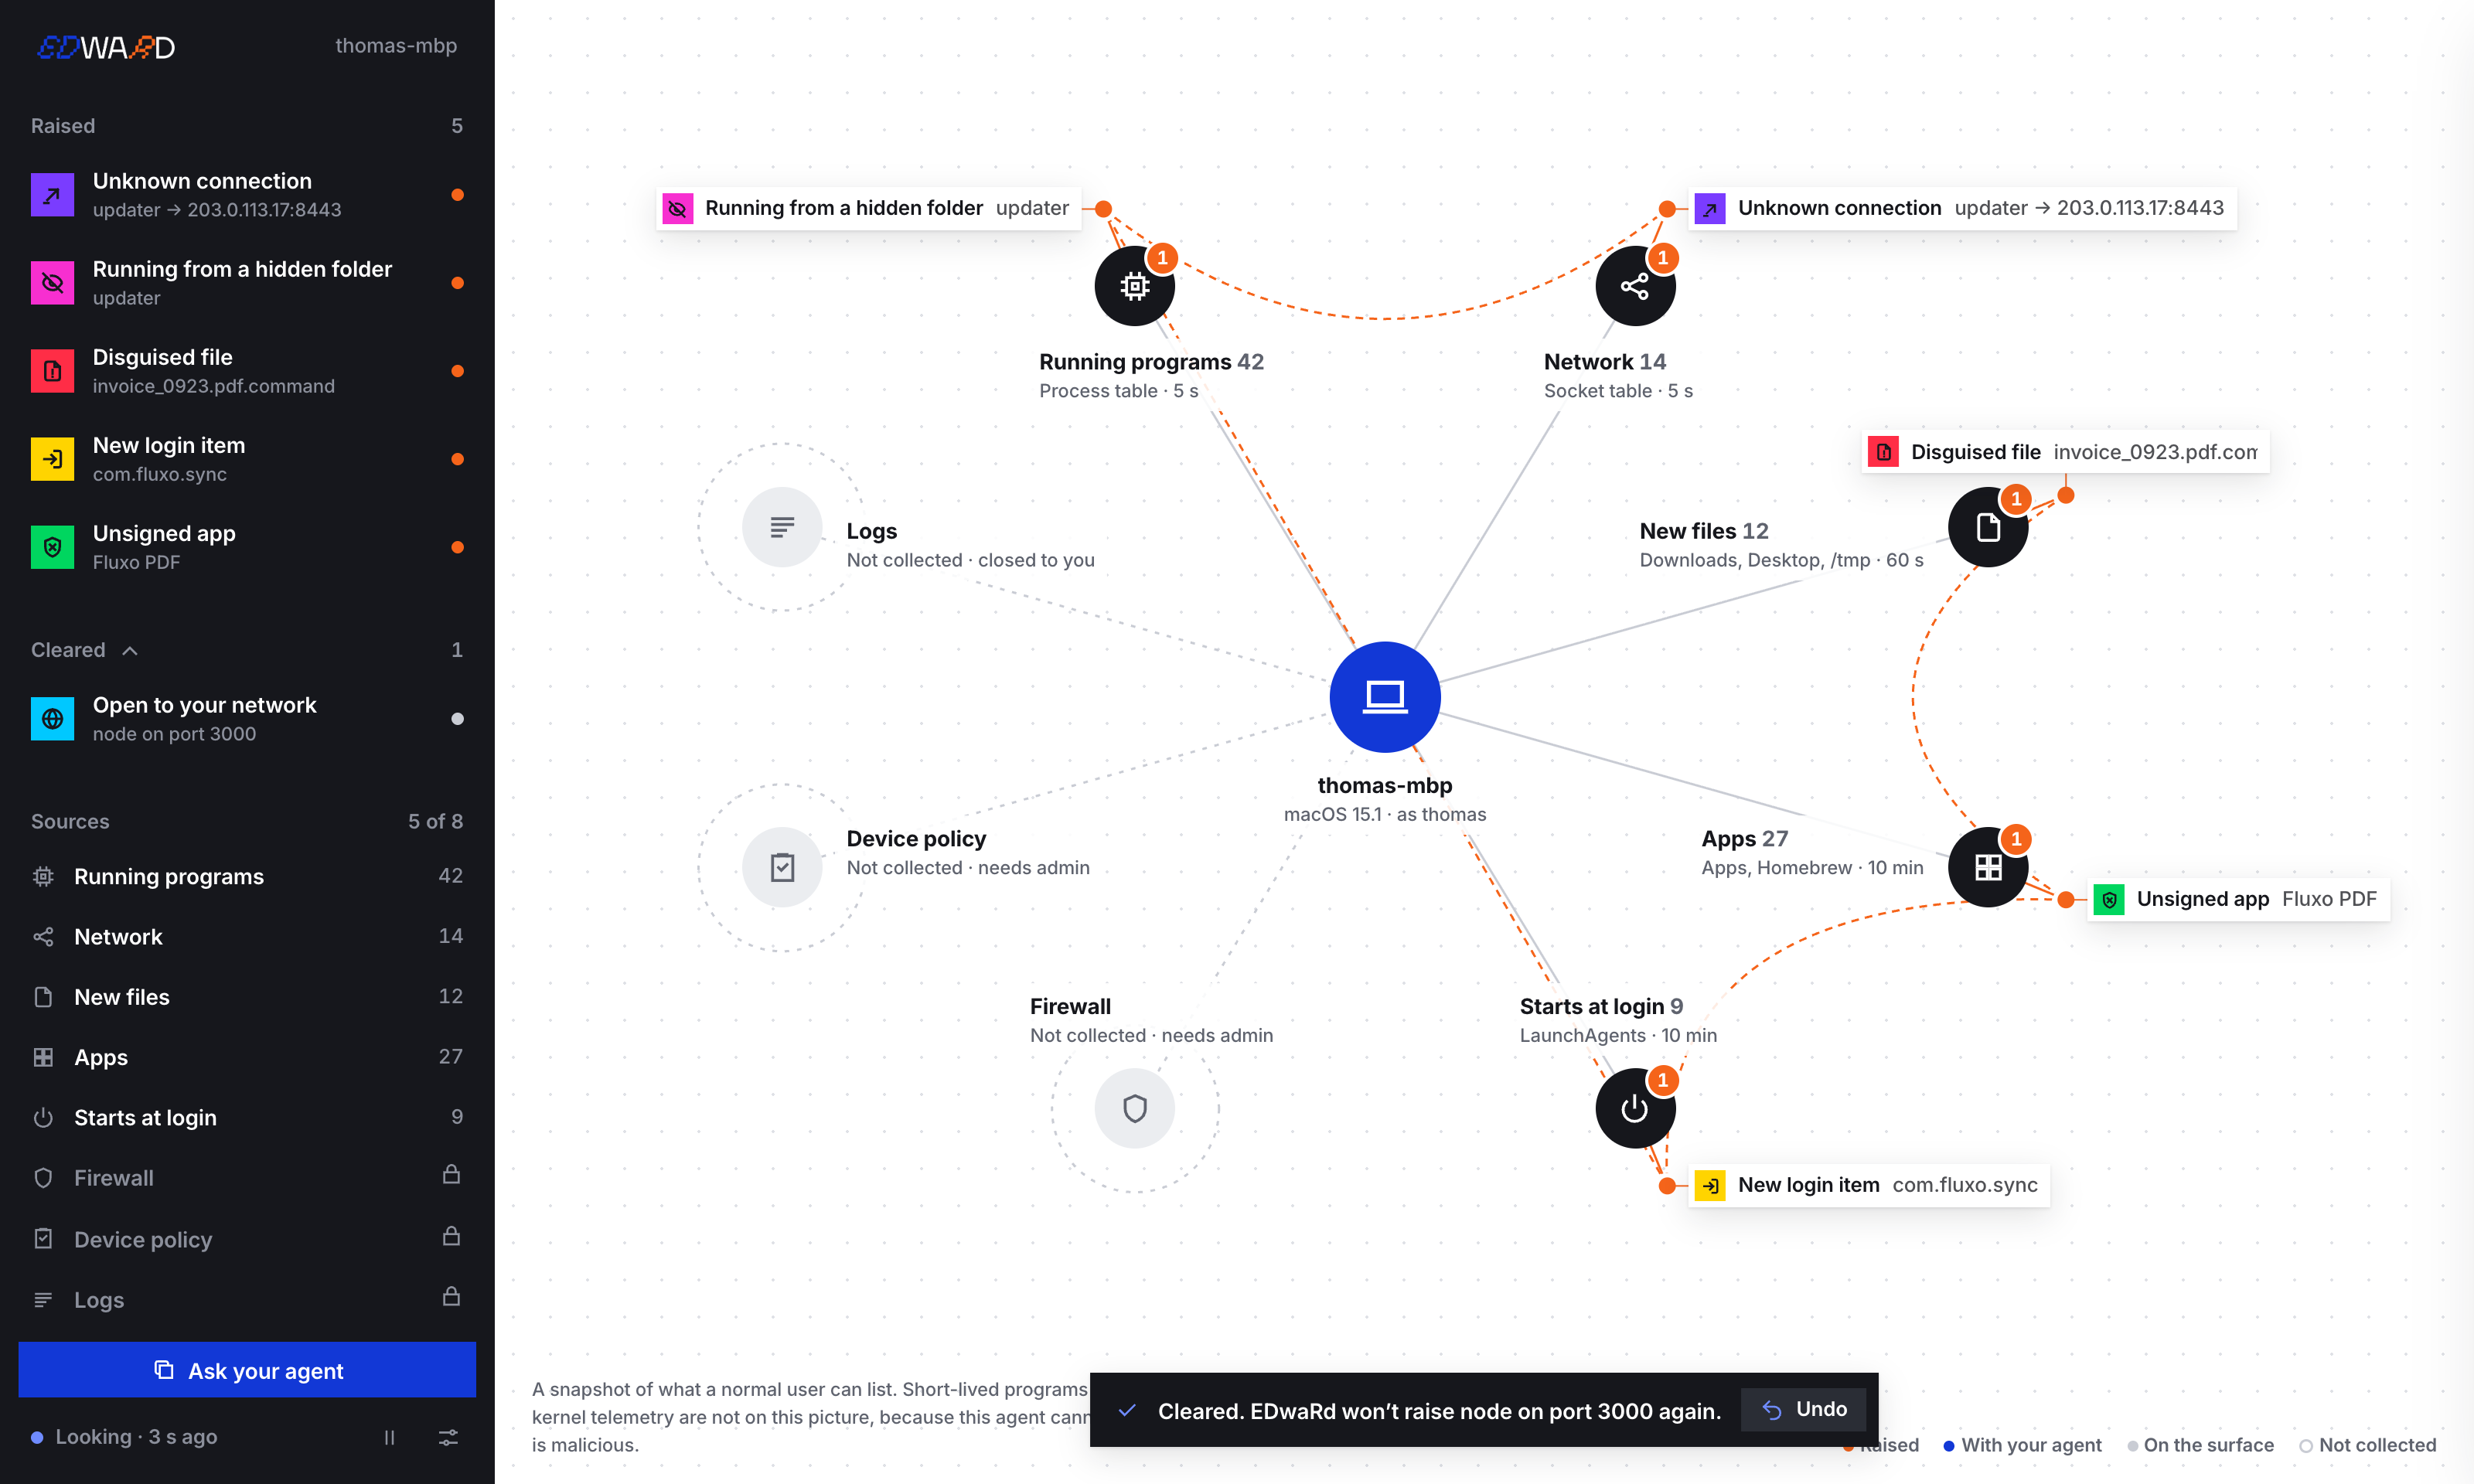 EDWARD
thomas-mbp
Raised 5
Unknown connection
updater → 203.0.113.17:8443
Running from a hidden folder
updater
Disguised file
invoice_0923.pdf.command
New login item
com.fluxo.sync
Unsigned app
Fluxo PDF
Cleared 1
Open to your network
node on port 3000
Sources 5 of 8
Running programs 42
Network 14
New files 12
Apps 27
Starts at login 9
Firewall
Device policy
Logs
Ask your agent
Looking · 3 s ago
Running from a hidden folder updater
1
Unknown connection updater → 203.0.113.17:8443
1
Running programs 42
Process table · 5 s
Network 14
Socket table · 5 s
Disguised file invoice_0923.pdf.com
1
Logs
Not collected · closed to you
New files 12
Downloads, Desktop, /tmp · 60 s
thomas-mbp
macOS 15.1 · as thomas
Device policy
Not collected · needs admin
Apps 27
Apps, Homebrew · 10 min
1
Unsigned app Fluxo PDF
Firewall
Not collected · needs admin
Starts at login 9
LaunchAgents · 10 min
1
New login item com.fluxo.sync
A snapshot of what a normal user can list. Short-lived programs
kernel telemetry are not on this picture, because this agent
is malicious.
Cleared. EDwaRd won’t raise node on port 3000 again.
Undo
Raised
With your agent
On the surface
Not collected